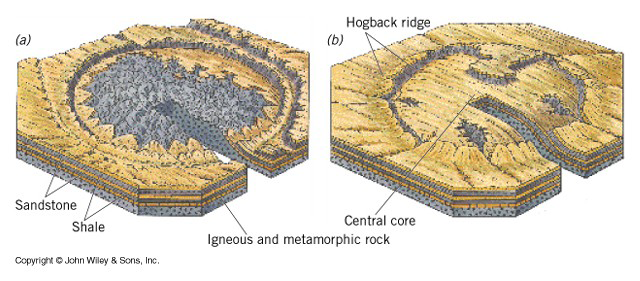 (a)
(b)
Hogback ridge
Sandstone
Shale
Central core
Igneous and metamorphic rock
Copyright © John Wiley & Sons, Inc.